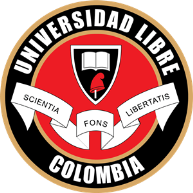 UNIVERSIDAD LIBRE
SCIENTIA
FONS
LIBERTATIS
COLOMBIA